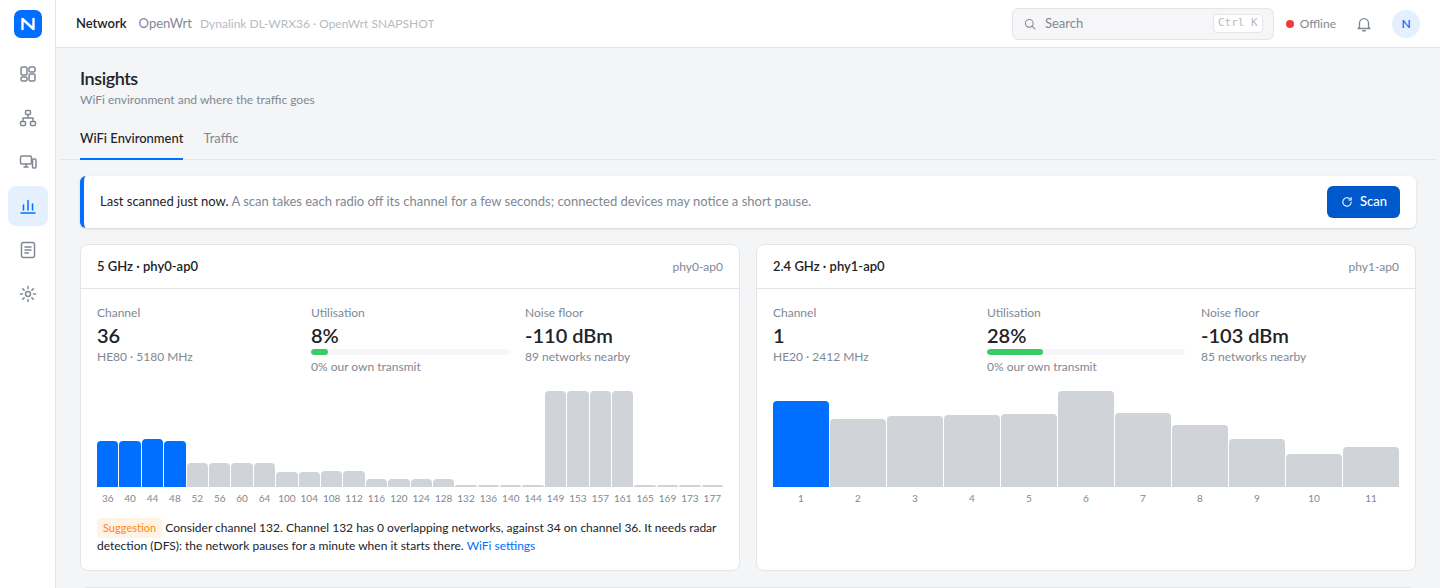 Network OpenWrt Dynalink DL-WRX36 · OpenWrt SNAPSHOT
Search Ctrl K
Offline
N
Insights
WiFi environment and where the traffic goes
WiFi Environment Traffic
Last scanned just now. A scan takes each radio off its channel for a few seconds; connected devices may notice a short pause.
Scan
5 GHz · phy0-ap0 phy0-ap0
Channel Utilisation Noise floor
36 8% -110 dBm
HE80 · 5180 MHz 0% our own transmit 89 networks nearby
36 40 44 48 52 56 60 64 100 104 108 112 116 120 124 128 132 136 140 144 149 153 157 161 165 169 173 177
Suggestion Consider channel 132. Channel 132 has 0 overlapping networks, against 34 on channel 36. It needs radar
detection (DFS): the network pauses for a minute when it starts there. WiFi settings
2.4 GHz · phy1-ap0 phy1-ap0
Channel Utilisation Noise floor
1 28% -103 dBm
HE20 · 2412 MHz 0% our own transmit 85 networks nearby
1 2 3 4 5 6 7 8 9 10 11